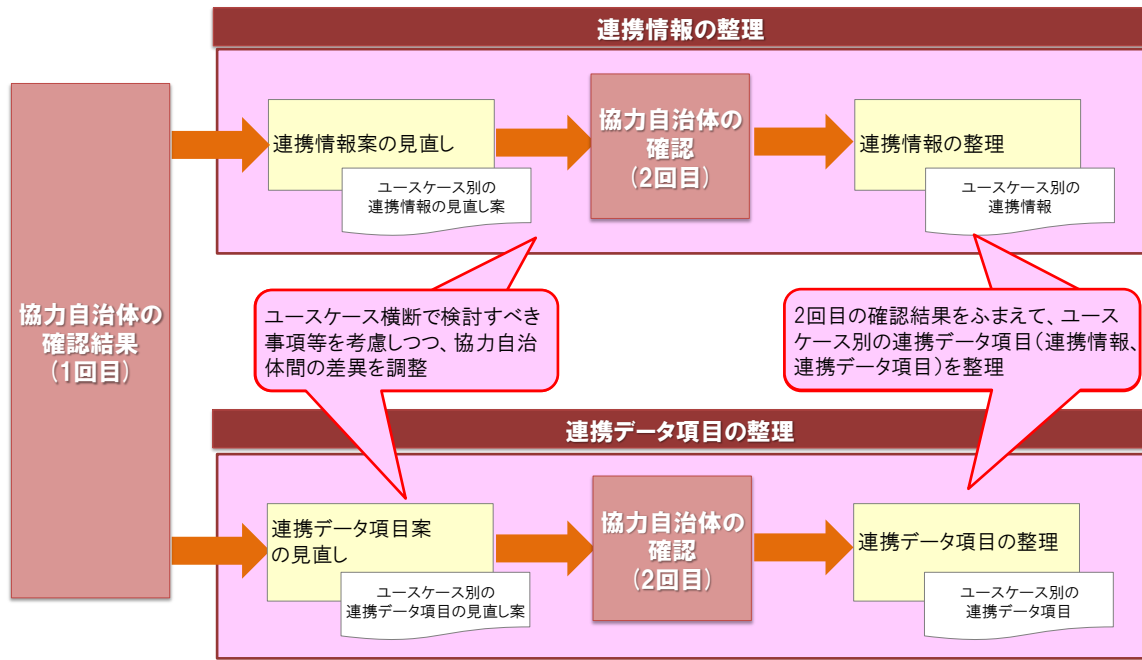 連携情報の整理
協力自治体の
確認結果
(1回目)
連携情報案の見直し
ユースケース別の
連携情報の見直し案
協力自治体の
確認
(2回目)
連携情報の整理
ユースケース別の
連携情報
ユースケース横断で検討すべき
事項等を考慮しつつ、協力自治
体間の差異を調整
2回目の確認結果をふまえて、ユース
ケース別の連携データ項目(連携情報、
連携データ項目)を整理
連携データ項目の整理
連携データ項目案
の見直し
ユースケース別の
連携データ項目の見直し案
協力自治体の
確認
(2回目)
連携データ項目の整理
ユースケース別の
連携データ項目